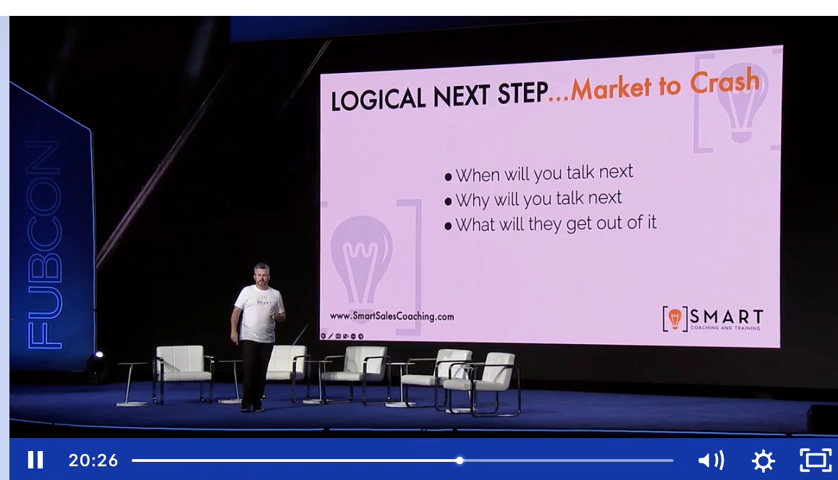 LOGICAL NEXT STEP...Market to Crash
● When will you talk next
● Why will you talk next
● What will they get out of it
www.SmartSalesCoaching.com
[ ] SMART
COACHING AND TRAINING
FUBCON
20:26